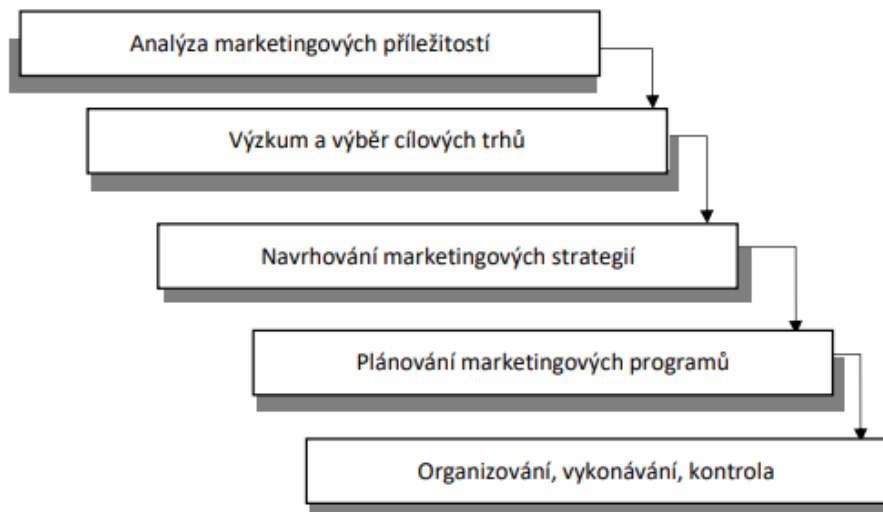 Analýza marketingových příležitostí
Výzkum a výběr cílových trhů
Navrhování marketingových strategií
Plánování marketingových programů
Organizování, vykonávání, kontrola